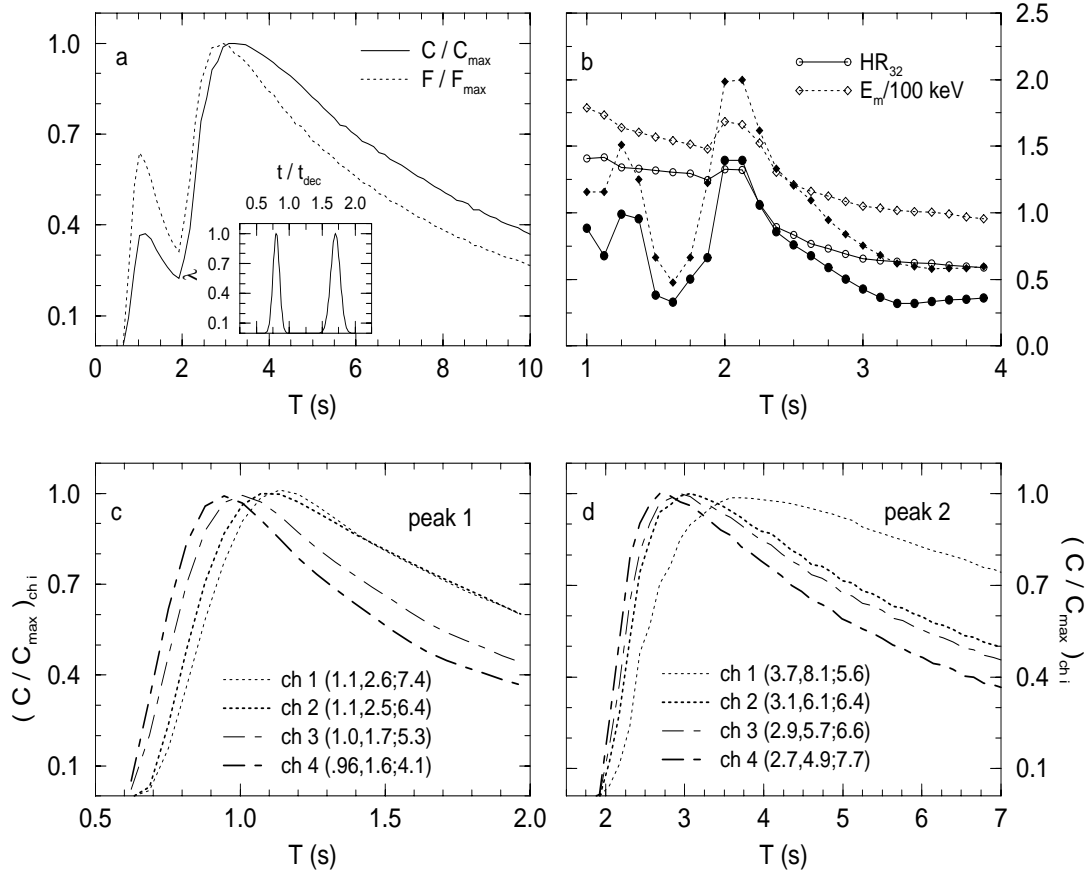 a
C / C_max
F / F_max
1.0
0.7
0.4
0.1
t / t_dec
0.5 1.0 1.5 2.0
λ
1.0
0.7
0.4
0.1
0 2 4 6 8 10
T (s)
b
HR_32
E_m/100 keV
2.5
2.0
1.5
1.0
0.5
0.0
1 2 3 4
T (s)
c
peak 1
( C / C_max )_ch i
1.0
0.7
0.4
0.1
ch 1 (1.1,2.6;7.4)
ch 2 (1.1,2.5;6.4)
ch 3 (1.0,1.7;5.3)
ch 4 (.96,1.6;4.1)
0.5 1.0 1.5 2.0
T (s)
d
peak 2
( C / C_max )_ch i
1.0
0.7
0.4
0.1
ch 1 (3.7,8.1;5.6)
ch 2 (3.1,6.1;6.4)
ch 3 (2.9,5.7;6.6)
ch 4 (2.7,4.9;7.7)
2 3 4 5 6 7
T (s)